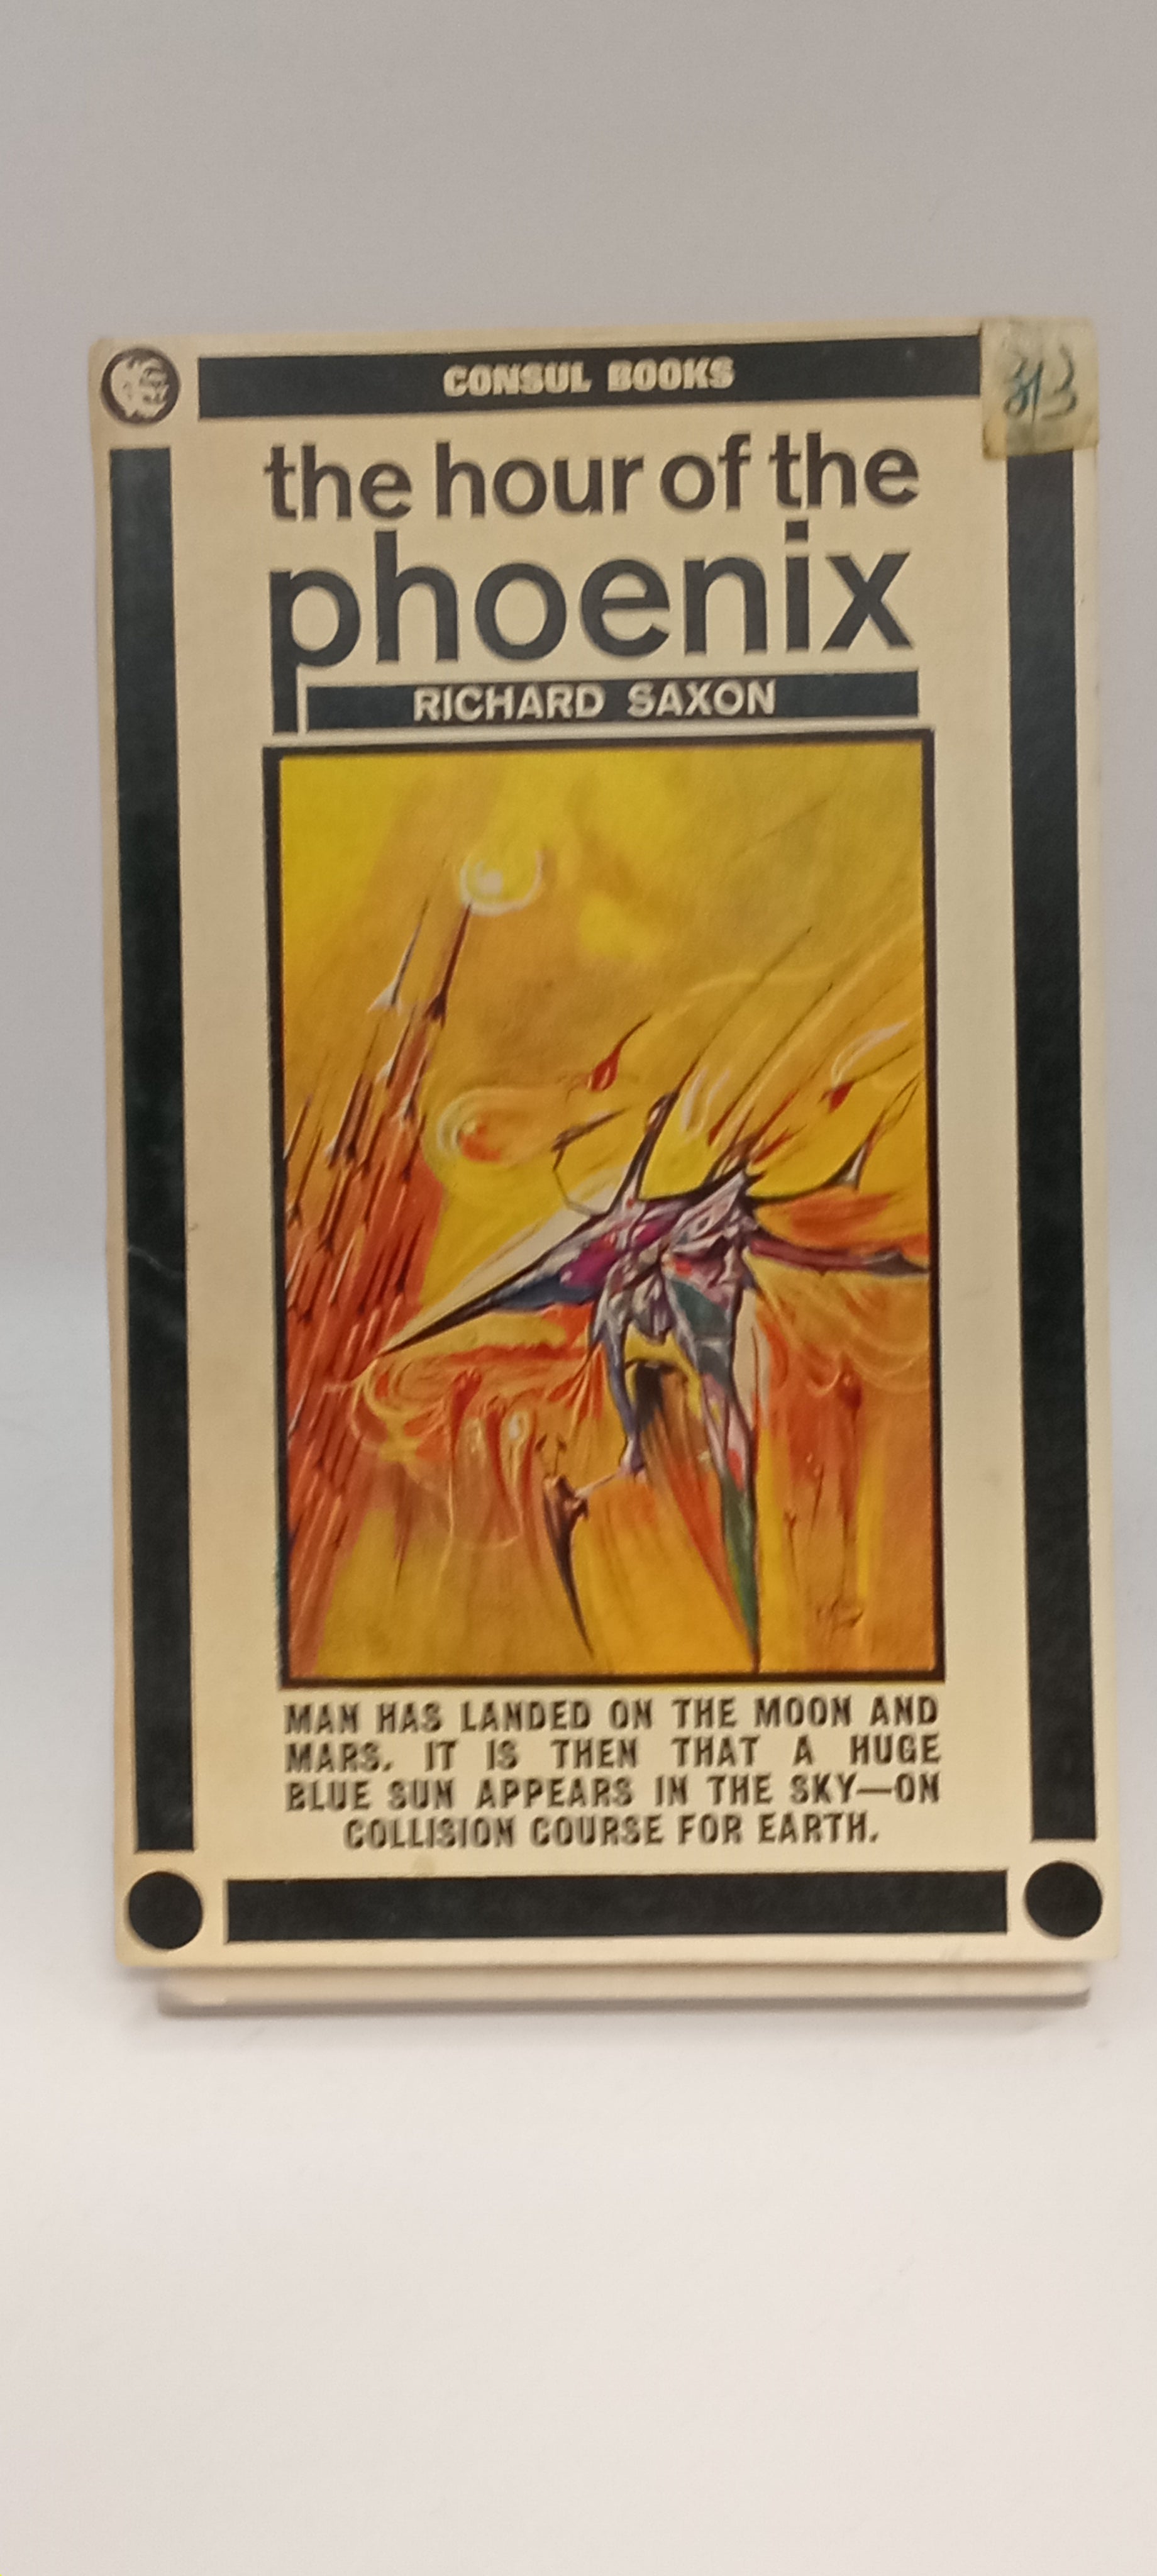 CONSUL BOOKS
the hour of the
phoenix
RICHARD SAXON
MAN HAS LANDED ON THE MOON AND
MARS. IT IS THEN THAT A HUGE
BLUE SUN APPEARS IN THE SKY—ON
COLLISION COURSE FOR EARTH.